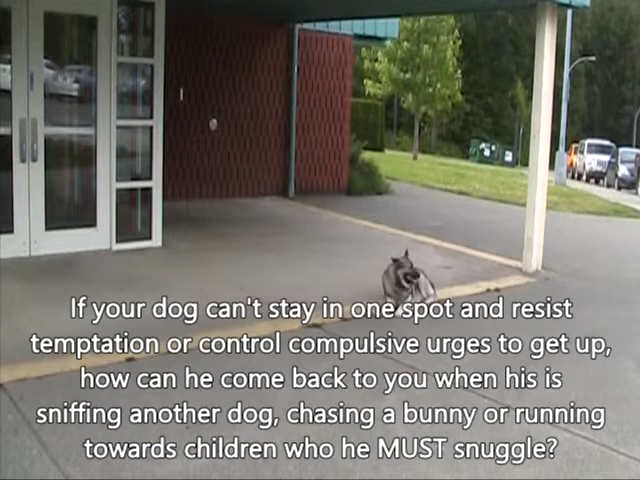 If your dog can't stay in one spot and resist
temptation or control compulsive urges to get up,
how can he come back to you when his is
sniffing another dog, chasing a bunny or running
towards children who he MUST snuggle?